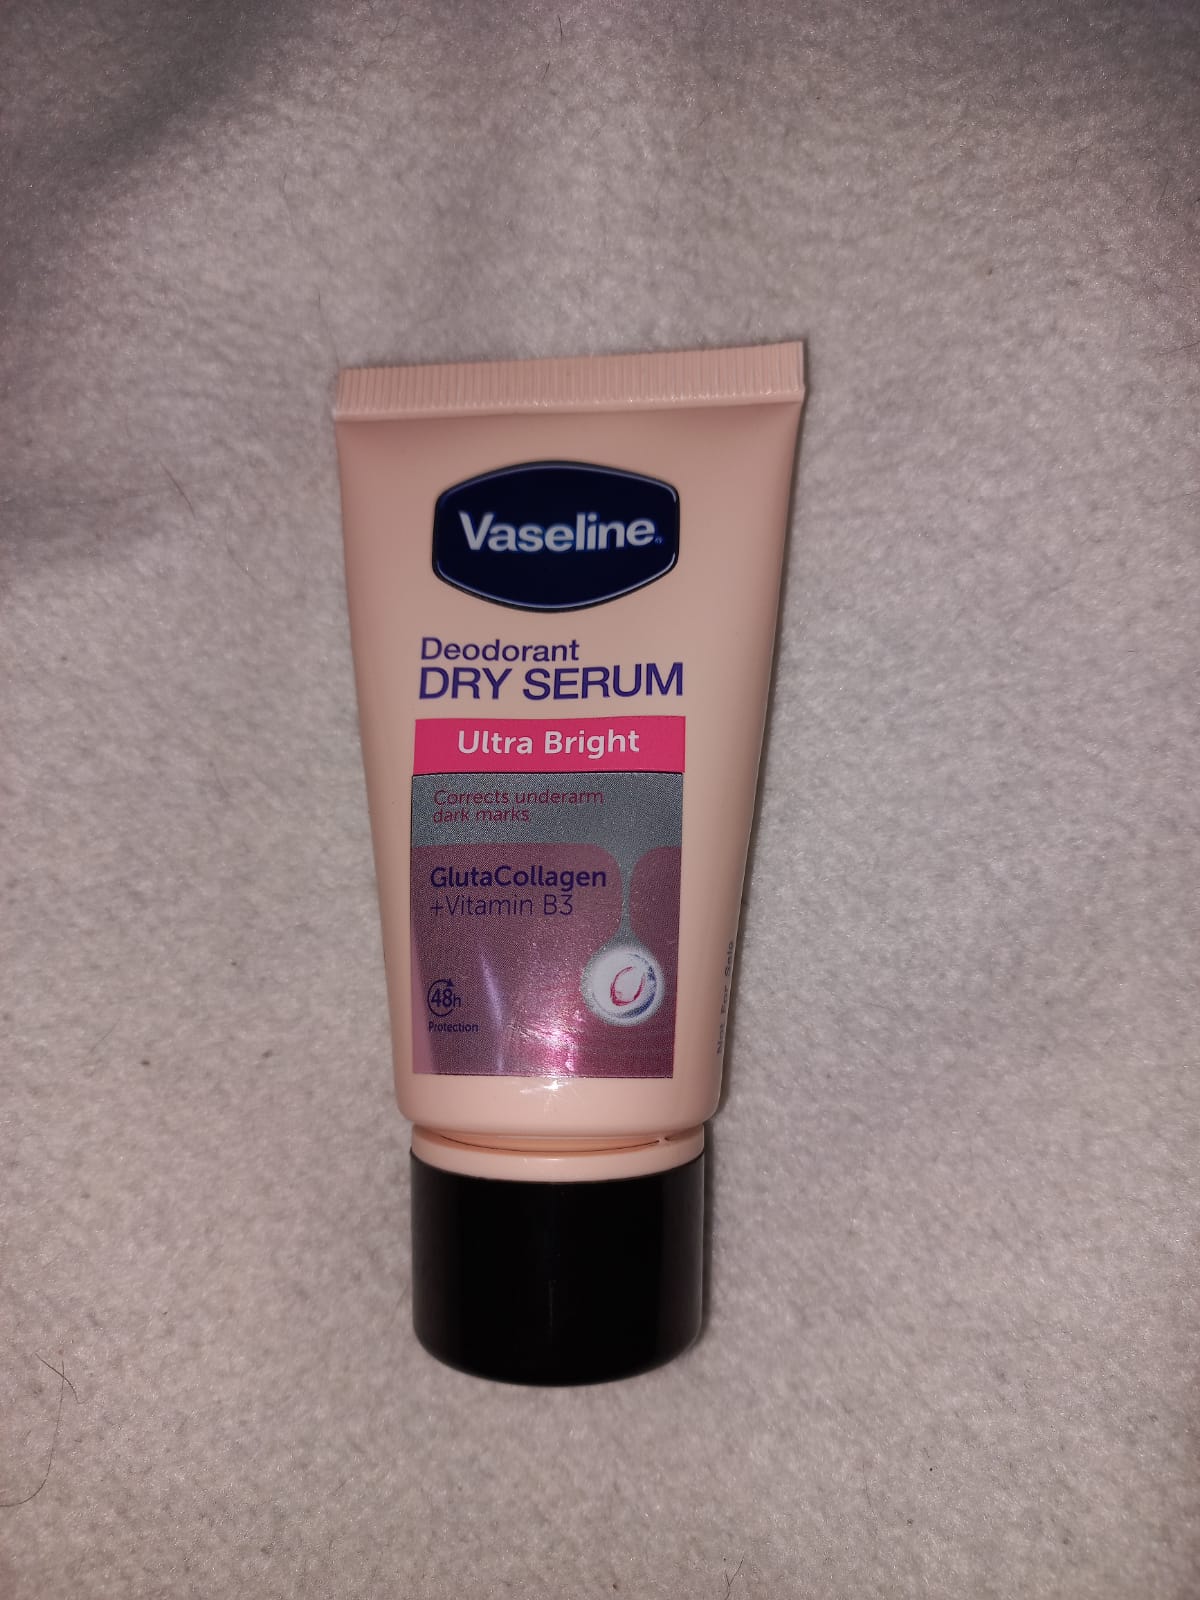 Vaseline
Deodorant
DRY SERUM
Ultra Bright
Corrects underarm
dark marks
GlutaCollagen
+Vitamin B3
48h
Protection
Not For Sale